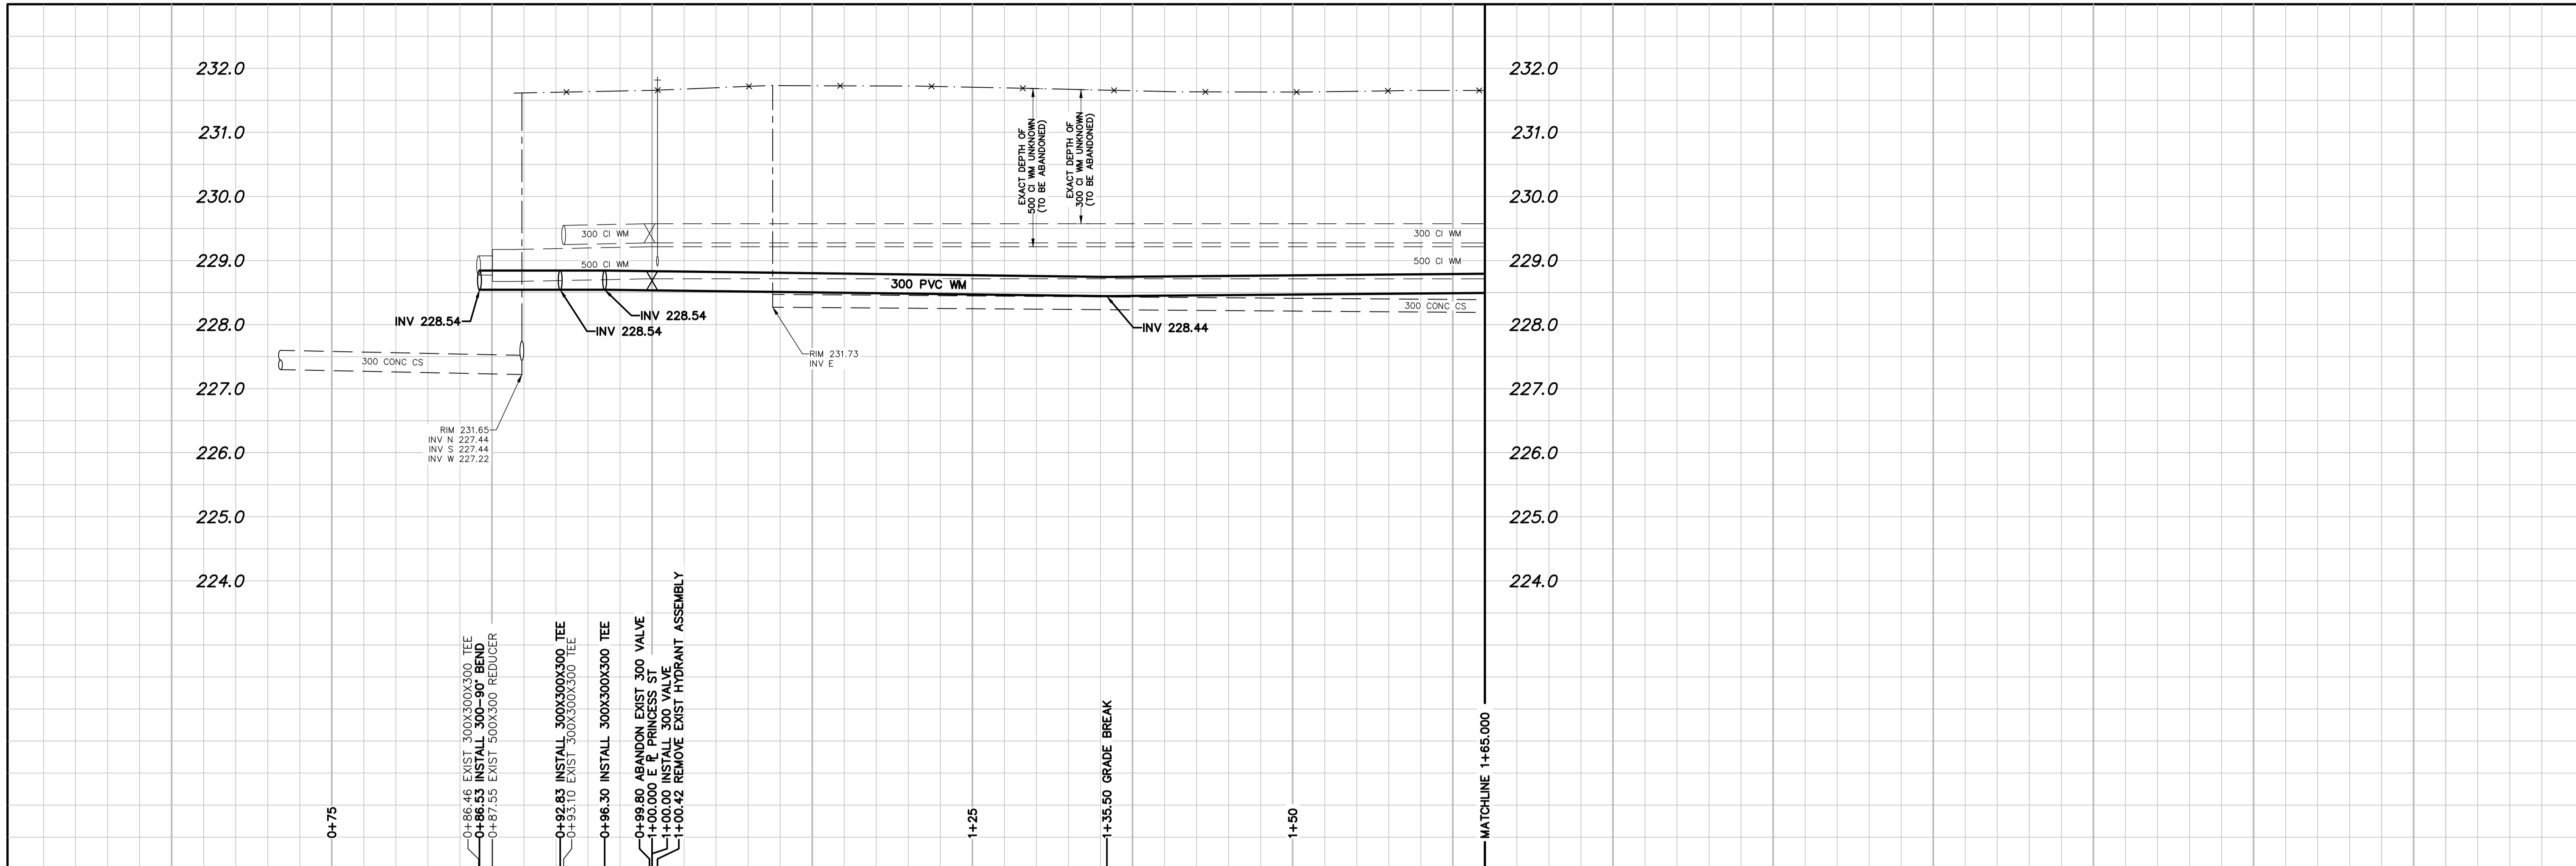 232.0
231.0
230.0
229.0
228.0
227.0
226.0
225.0
224.0
232.0
231.0
230.0
229.0
228.0
227.0
226.0
225.0
224.0
EXACT DEPTH OF
500 CI WM UNKNOWN
(TO BE ABANDONED)
EXACT DEPTH OF
300 CI WM UNKNOWN
(TO BE ABANDONED)
300 CI WM
300 CI WM
500 CI WM
500 CI WM
300 PVC WM
300 CONC CS
300 CONC CS
INV 228.54
INV 228.54
INV 228.54
INV 228.44
RIM 231.73
INV E
RIM 231.65
INV N 227.44
INV S 227.44
INV W 227.22
0+75
0+86.46 EXIST 300X300X300 TEE
0+86.53 INSTALL 300-90° BEND
0+87.55 EXIST 500X300 REDUCER
0+92.83 INSTALL 300X300X300 TEE
0+93.10 EXIST 300X300X300 TEE
0+96.30 INSTALL 300X300X300 TEE
0+99.80 ABANDON EXIST 300 VALVE
1+00.000 E PL PRINCESS ST
1+00.00 INSTALL 300 VALVE
1+00.42 REMOVE EXIST HYDRANT ASSEMBLY
1+25
1+35.50 GRADE BREAK
1+50
MATCHLINE 1+65.000